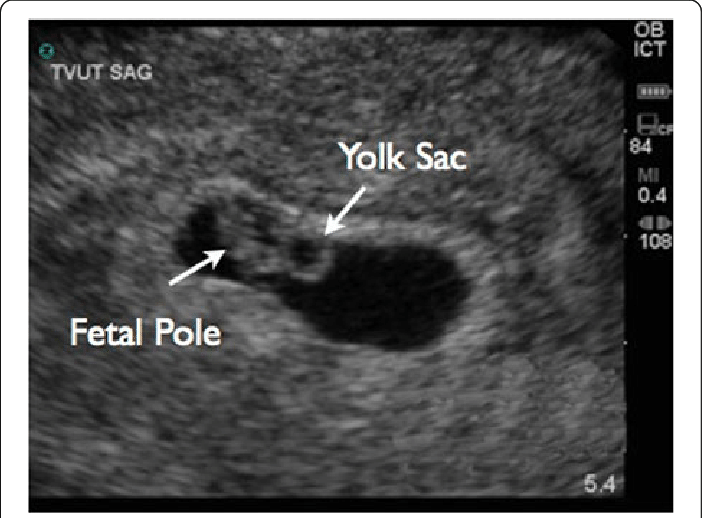 OB
ICT
TVUT SAG
Yolk Sac
84
MI
0.4
108
Fetal Pole
5.4